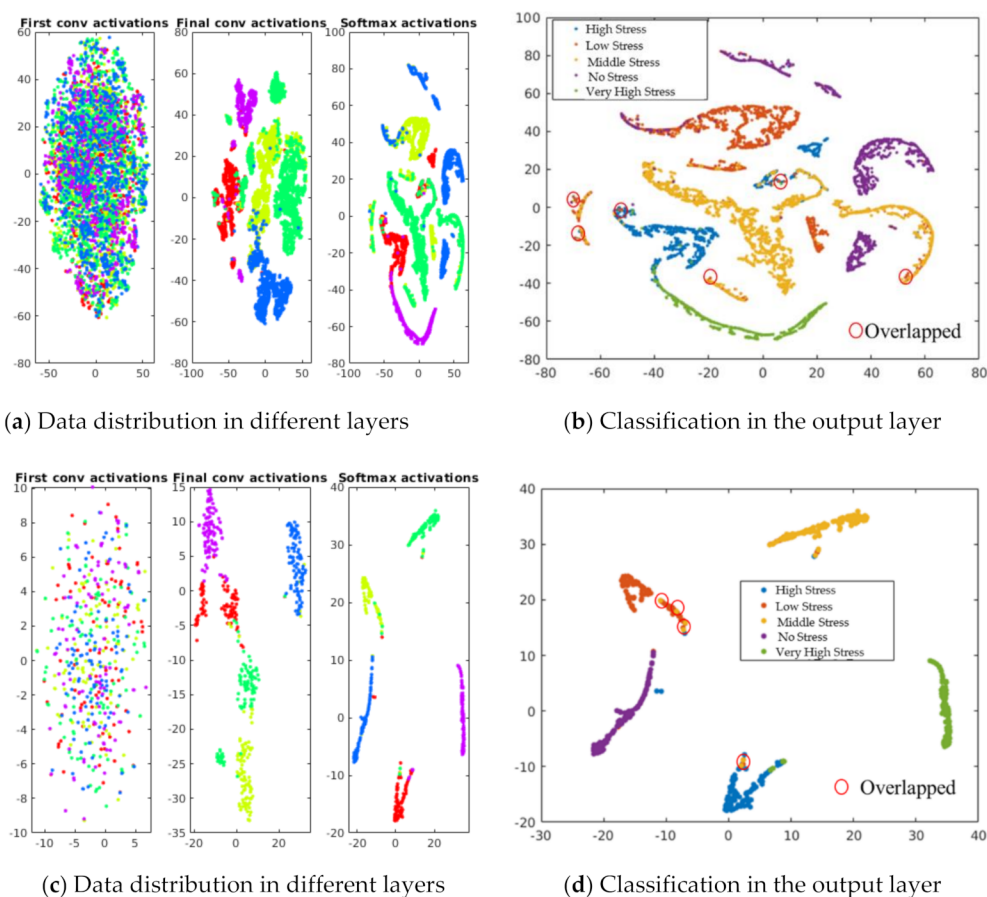 First conv activations
Final conv activations
Softmax activations
60
40
20
0
-20
-40
-60
-80
-50 0 50
80
60
40
20
0
-20
-40
-60
-80
-50 0 50
100
80
60
40
20
0
-20
-40
-60
-80
-100 -50 0 50
100
80
60
40
20
0
-20
-40
-60
-80
-100
-80 -60 -40 -20 0 20 40 60 80
High Stress
Low Stress
Middle Stress
No Stress
Very High Stress
Overlapped
(a) Data distribution in different layers
(b) Classification in the output layer
First conv activations
Final conv activations
Softmax activations
10
8
6
4
2
0
-2
-4
-6
-8
-10
-10 -5 0 5
15
10
5
0
-5
-10
-15
-20
-25
-30
-35
0 20
40
30
20
10
0
-10
-20
-20 0 20
40
30
20
10
0
-10
-20
-30 -20 -10 0 10 20 30 40
High Stress
Low Stress
Middle Stress
No Stress
Very High Stress
Overlapped
(c) Data distribution in different layers
(d) Classification in the output layer